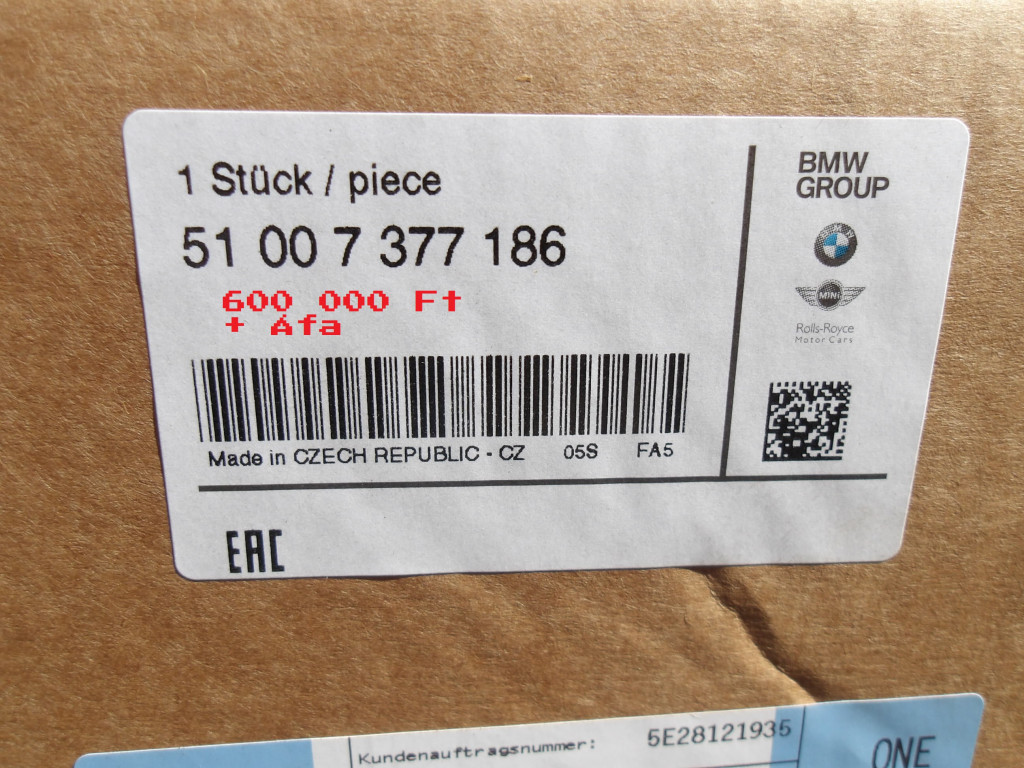 1 Stück / piece
51 00 7 377 186
600 000 Ft
+ Áfa
Made in CZECH REPUBLIC - CZ 05S FA5
EAC
BMW
GROUP
BMW
MINI
Rolls-Royce
Motor Cars
Kundenauftragsnummer: 5E28121935
ONE